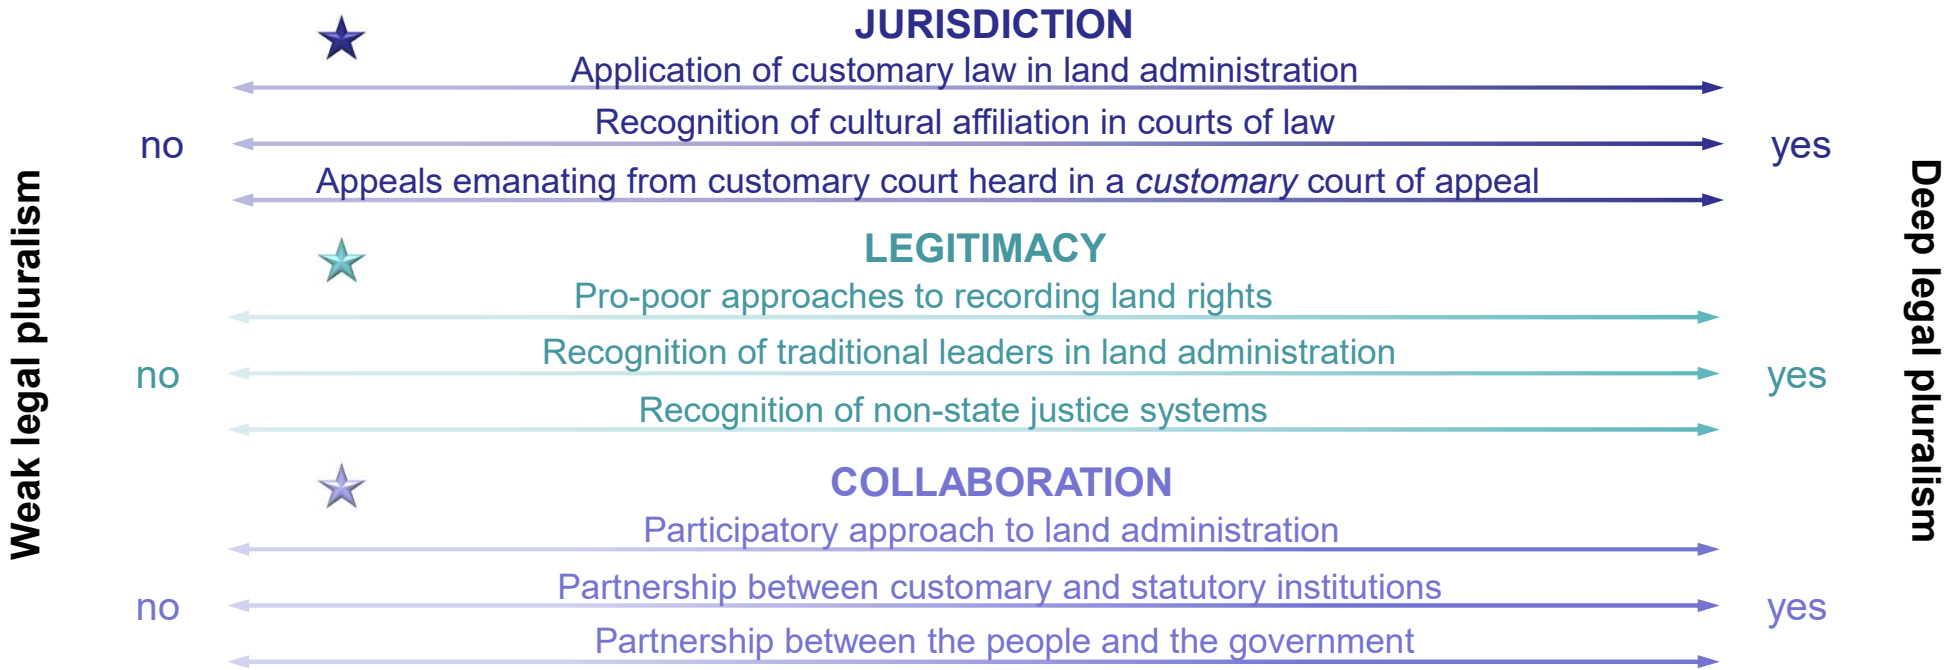 JURISDICTION
Application of customary law in land administration
Recognition of cultural affiliation in courts of law
no
yes
Appeals emanating from customary court heard in a customary court of appeal
Weak legal pluralism
Deep legal pluralism
LEGITIMACY
Pro-poor approaches to recording land rights
Recognition of traditional leaders in land administration
no
yes
Recognition of non-state justice systems
COLLABORATION
Participatory approach to land administration
Partnership between customary and statutory institutions
no
yes
Partnership between the people and the government